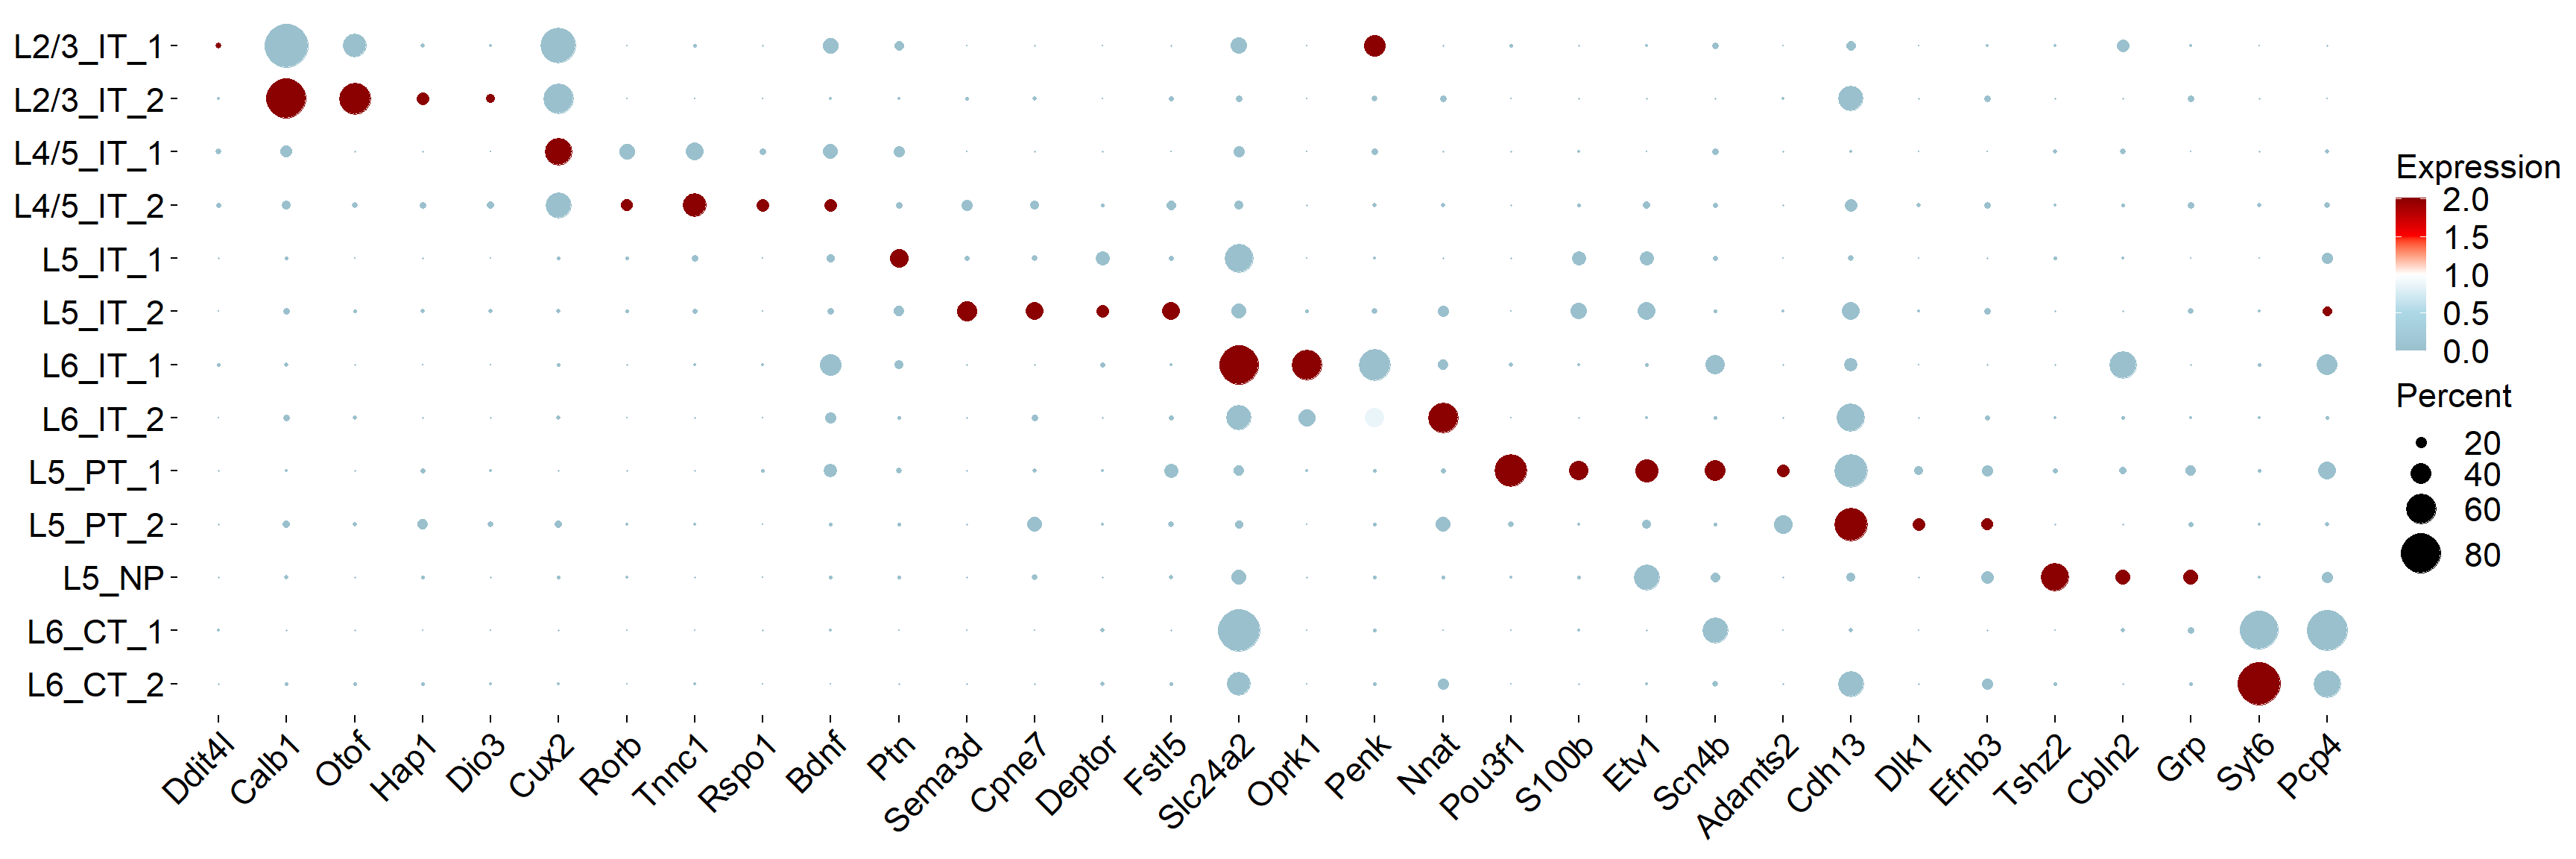 L2/3_IT_1
L2/3_IT_2
L4/5_IT_1
L4/5_IT_2
L5_IT_1
L5_IT_2
L6_IT_1
L6_IT_2
L5_PT_1
L5_PT_2
L5_NP
L6_CT_1
L6_CT_2
Ddit4l
Calb1
Otof
Hap1
Dio3
Cux2
Rorb
Tnnc1
Rspo1
Bdnf
Ptn
Sema3d
Cpne7
Deptor
Fstl5
Slc24a2
Oprk1
Penk
Nnat
Pou3f1
S100b
Etv1
Scn4b
Adamts2
Cdh13
Dlk1
Efnb3
Tshz2
Cbln2
Grp
Syt6
Pcp4
Expression
2.0
1.5
1.0
0.5
0.0
Percent
20
40
60
80